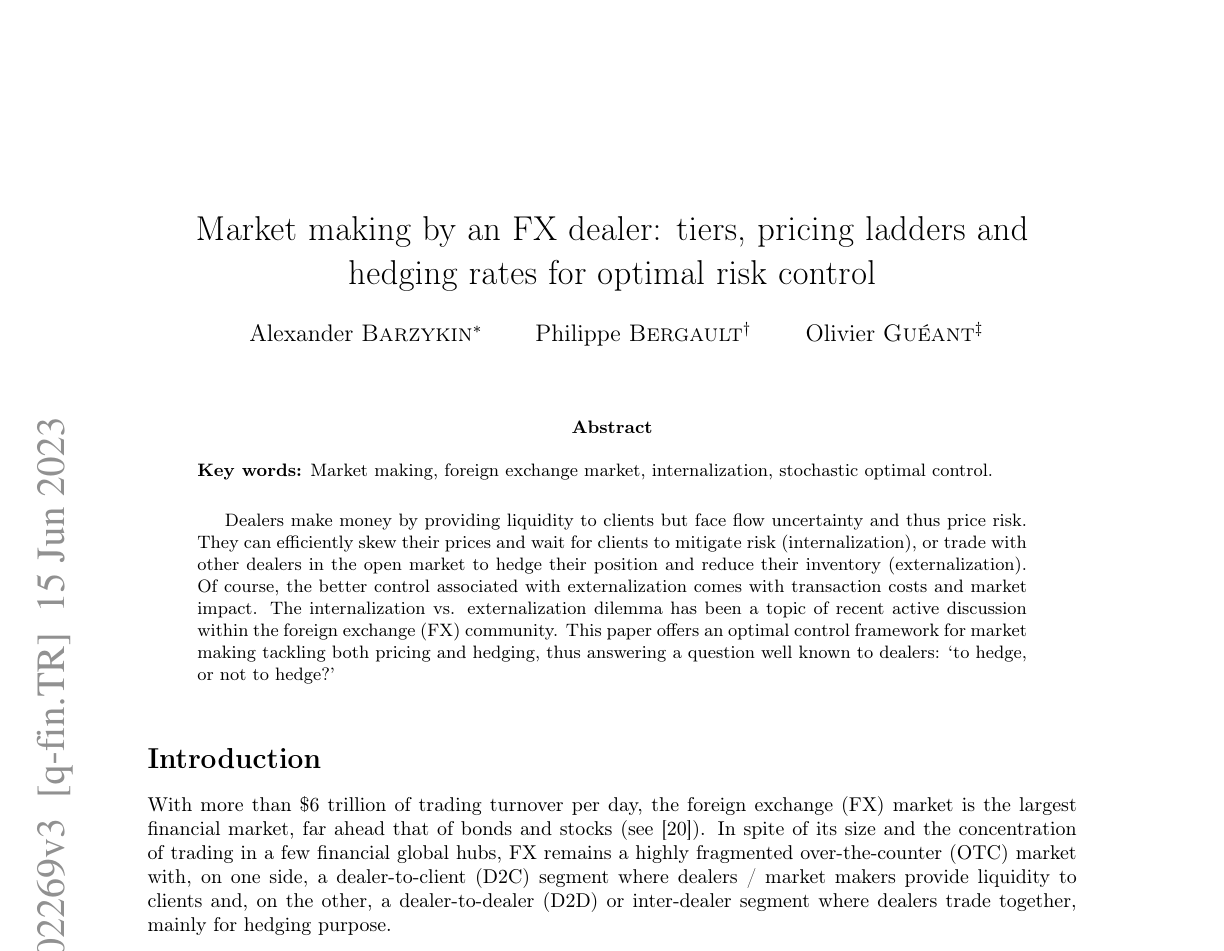 Market making by an FX dealer: tiers, pricing ladders and
hedging rates for optimal risk control
Alexander BARZYKIN* Philippe BERGAULT† Olivier GUÉANT‡
Abstract
Key words: Market making, foreign exchange market, internalization, stochastic optimal control.
Dealers make money by providing liquidity to clients but face flow uncertainty and thus price risk.
They can efficiently skew their prices and wait for clients to mitigate risk (internalization), or trade with
other dealers in the open market to hedge their position and reduce their inventory (externalization).
Of course, the better control associated with externalization comes with transaction costs and market
impact. The internalization vs. externalization dilemma has been a topic of recent active discussion
within the foreign exchange (FX) community. This paper offers an optimal control framework for market
making tackling both pricing and hedging, thus answering a question well known to dealers: ‘to hedge,
or not to hedge?’
Introduction
With more than $6 trillion of trading turnover per day, the foreign exchange (FX) market is the largest
financial market, far ahead that of bonds and stocks (see [20]). In spite of its size and the concentration
of trading in a few financial global hubs, FX remains a highly fragmented over-the-counter (OTC) market
with, on one side, a dealer-to-client (D2C) segment where dealers / market makers provide liquidity to
clients and, on the other, a dealer-to-dealer (D2D) or inter-dealer segment where dealers trade together,
mainly for hedging purpose.
02269v3 [q-fin.TR] 15 Jun 2023